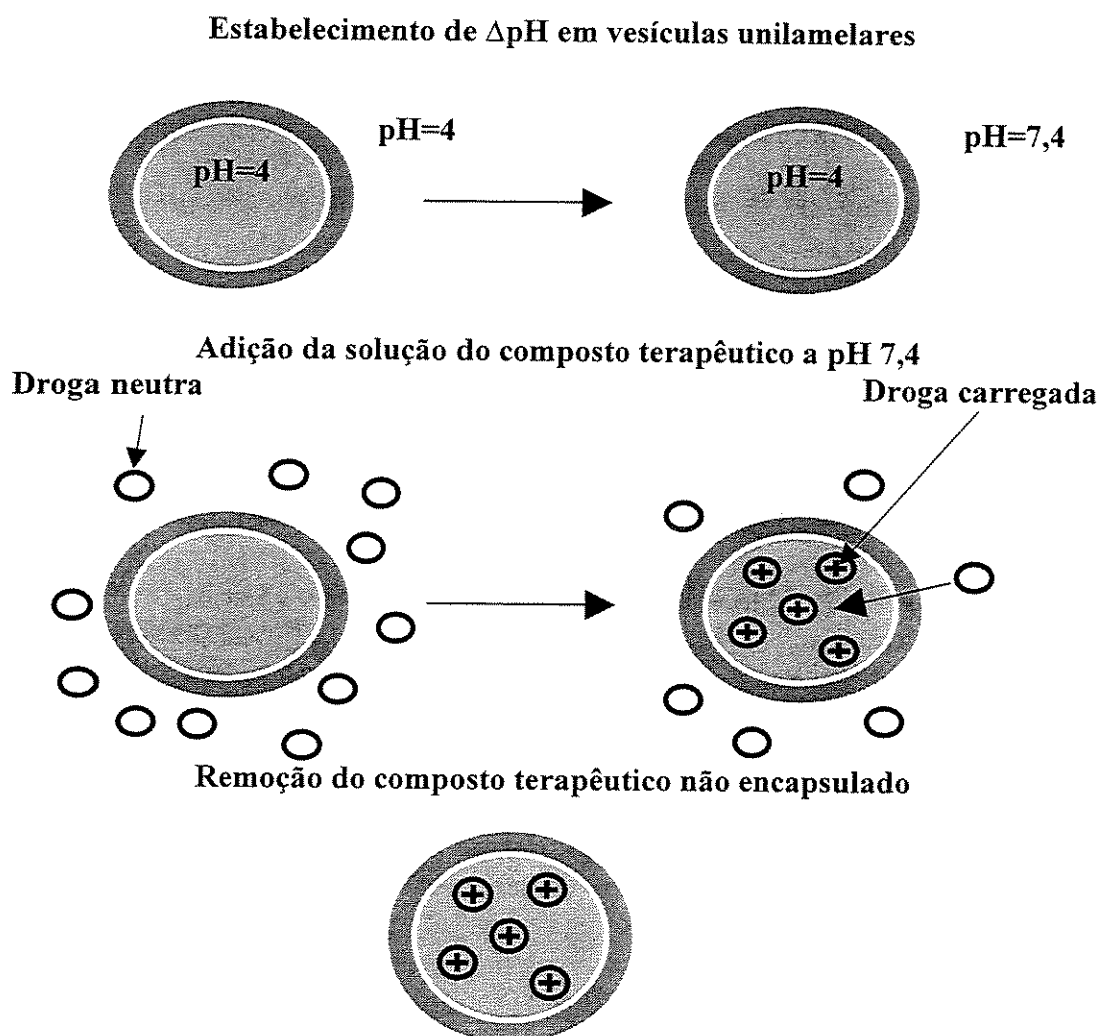 Estabelecimento de ΔpH em vesículas unilamelares
pH=4
pH=4
pH=4
pH=7,4
Adição da solução do composto terapêutico a pH 7,4
Droga neutra
Droga carregada
+
+
+
+
+
Remoção do composto terapêutico não encapsulado
+
+
+
+
+